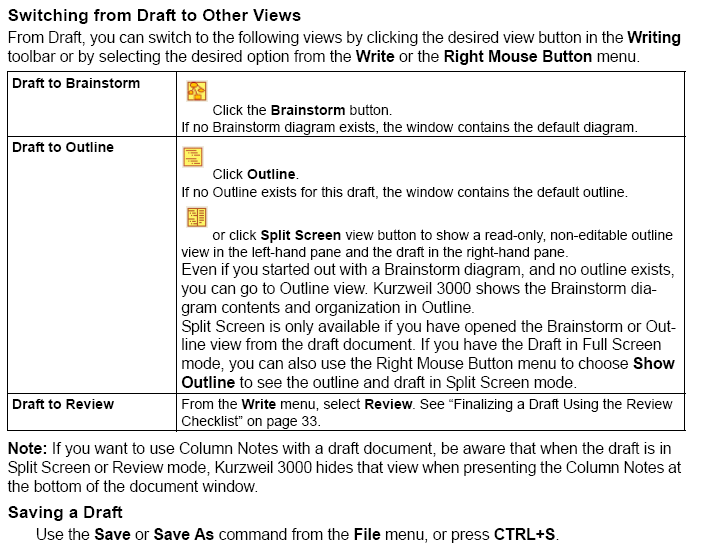 Switching from Draft to Other Views
From Draft, you can switch to the following views by clicking the desired view button in the Writing
toolbar or by selecting the desired option from the Write or the Right Mouse Button menu.
Draft to Brainstorm
Click the Brainstorm button.
If no Brainstorm diagram exists, the window contains the default diagram.
Draft to Outline
Click Outline.
If no Outline exists for this draft, the window contains the default outline.
or click Split Screen view button to show a read-only, non-editable outline
view in the left-hand pane and the draft in the right-hand pane.
Even if you started out with a Brainstorm diagram, and no outline exists,
you can go to Outline view. Kurzweil 3000 shows the Brainstorm dia-
gram contents and organization in Outline.
Split Screen is only available if you have opened the Brainstorm or Out-
line view from the draft document. If you have the Draft in Full Screen
mode, you can also use the Right Mouse Button menu to choose Show
Outline to see the outline and draft in Split Screen mode.
Draft to Review
From the Write menu, select Review. See “Finalizing a Draft Using the Review
Checklist” on page 33.
Note: If you want to use Column Notes with a draft document, be aware that when the draft is in
Split Screen or Review mode, Kurzweil 3000 hides that view when presenting the Column Notes at
the bottom of the document window.
Saving a Draft
Use the Save or Save As command from the File menu, or press CTRL+S.